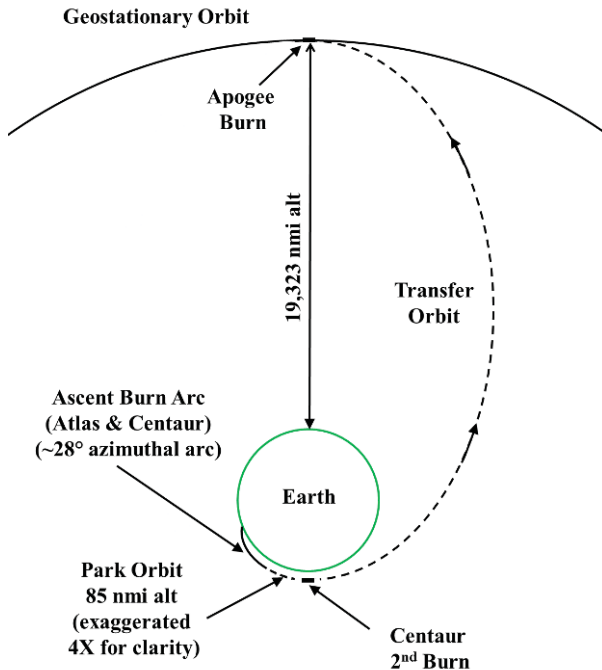 Geostationary Orbit
Apogee
Burn
19,323 nmi alt
Transfer
Orbit
Ascent Burn Arc
(Atlas & Centaur)
(~28° azimuthal arc)
Earth
Park Orbit
85 nmi alt
(exaggerated
4X for clarity)
Centaur
2nd Burn